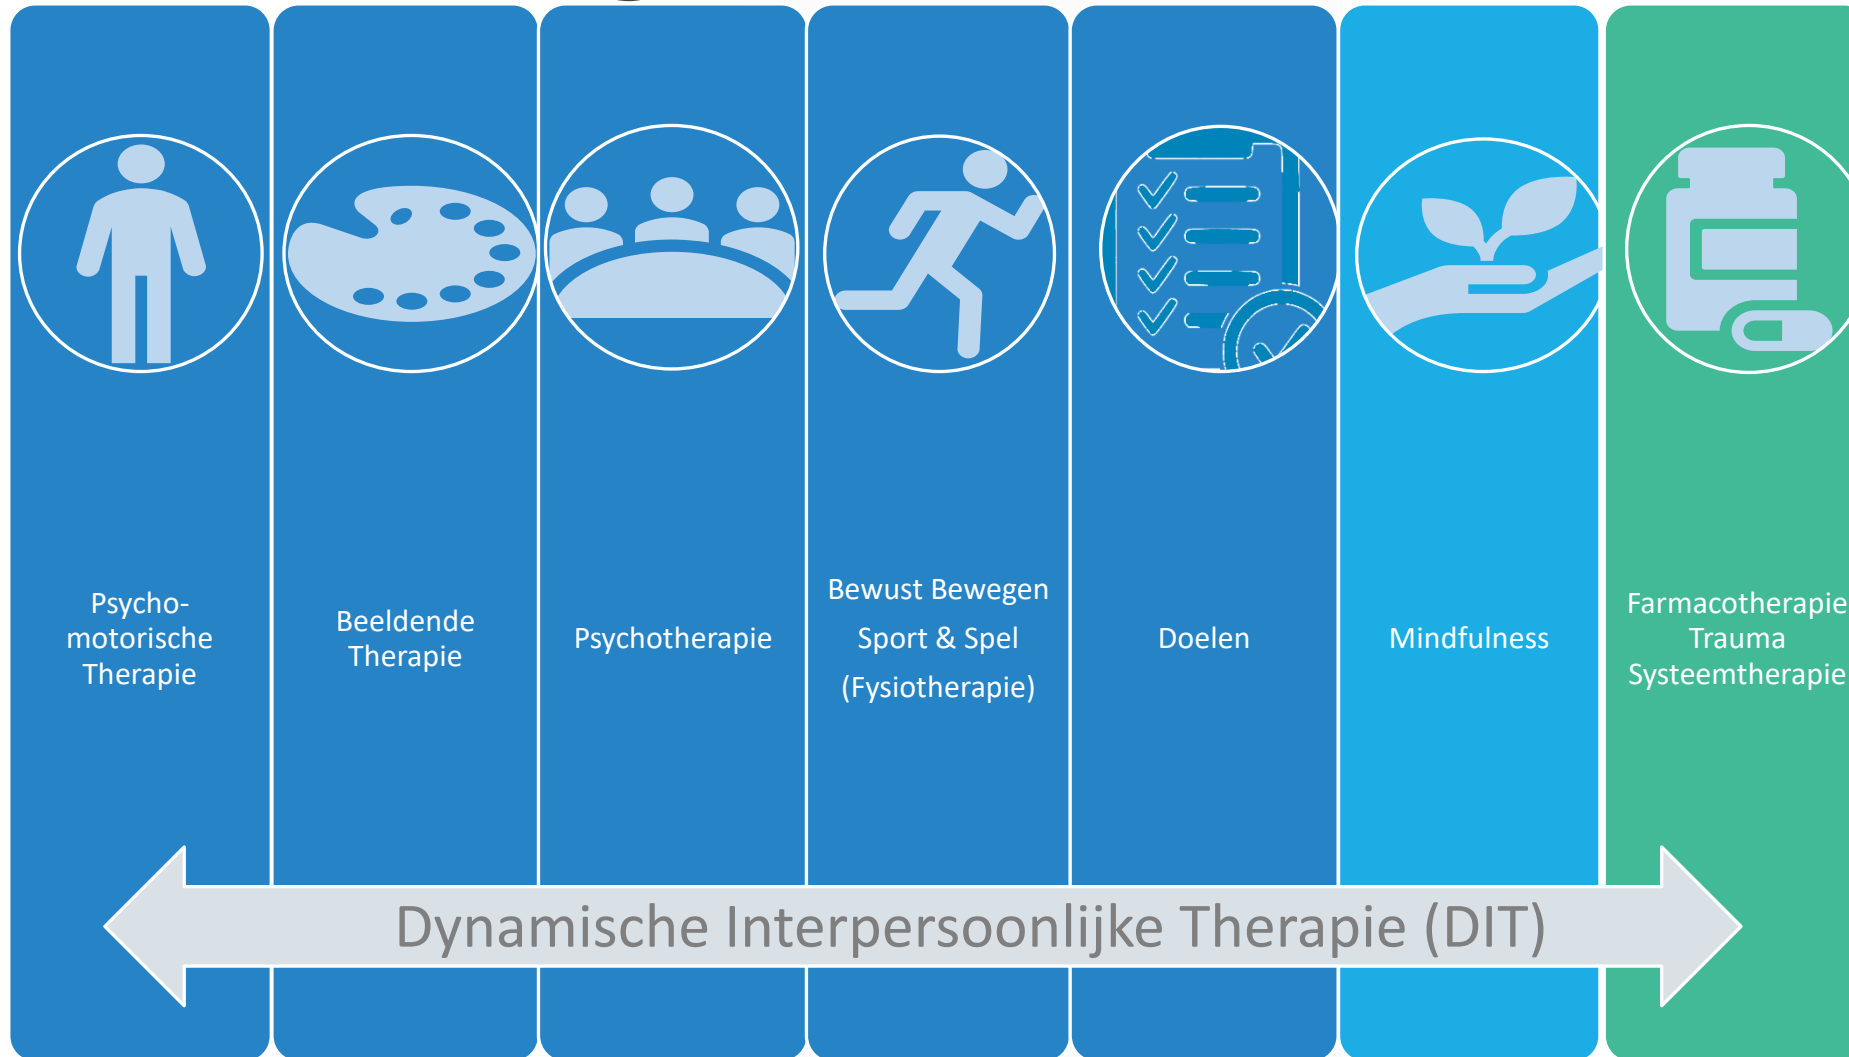 Psycho-
motorische
Therapie
Beeldende
Therapie
Psychotherapie
Bewust Bewegen
Sport & Spel
(Fysiotherapie)
Doelen
Mindfulness
Farmacotherapie
Trauma
Systeemtherapie
Dynamische Interpersoonlijke Therapie (DIT)